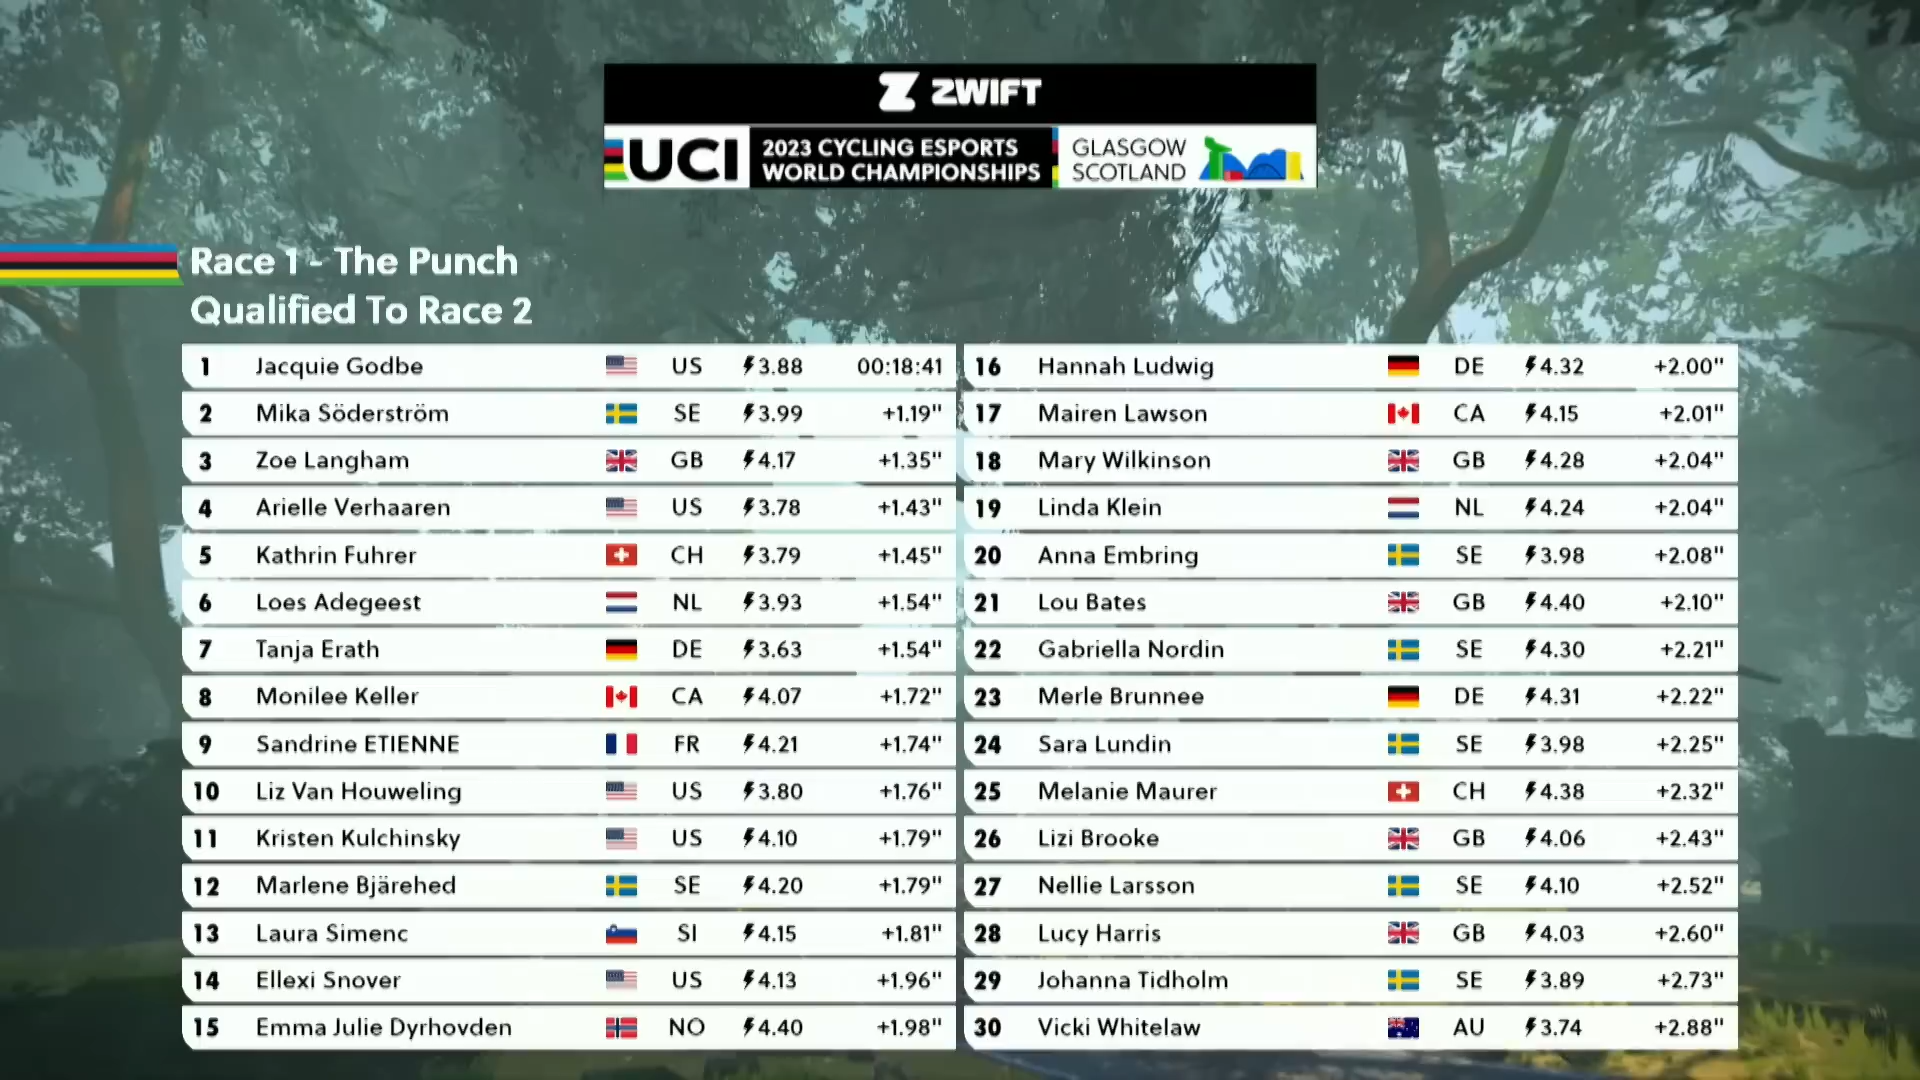 ZWIFT
UCI
2023 CYCLING ESPORTS
WORLD CHAMPIONSHIPS
GLASGOW
SCOTLAND
Race 1 - The Punch
Qualified To Race 2
1 Jacquie Godbe US 3.88 00:18:41
2 Mika Söderström SE 3.99 +1.19"
3 Zoe Langham GB 4.17 +1.35"
4 Arielle Verhaaren US 3.78 +1.43"
5 Kathrin Fuhrer CH 3.79 +1.45"
6 Loes Adegeest NL 3.93 +1.54"
7 Tanja Erath DE 3.63 +1.54"
8 Monilee Keller CA 4.07 +1.72"
9 Sandrine ETIENNE FR 4.21 +1.74"
10 Liz Van Houweling US 3.80 +1.76"
11 Kristen Kulchinsky US 4.10 +1.79"
12 Marlene Bjärehed SE 4.20 +1.79"
13 Laura Simenc SI 4.15 +1.81"
14 Ellexi Snover US 4.13 +1.96"
15 Emma Julie Dyrhovden NO 4.40 +1.98"
16 Hannah Ludwig DE 4.32 +2.00"
17 Mairen Lawson CA 4.15 +2.01"
18 Mary Wilkinson GB 4.28 +2.04"
19 Linda Klein NL 4.24 +2.04"
20 Anna Embring SE 3.98 +2.08"
21 Lou Bates GB 4.40 +2.10"
22 Gabriella Nordin SE 4.30 +2.21"
23 Merle Brunnee DE 4.31 +2.22"
24 Sara Lundin SE 3.98 +2.25"
25 Melanie Maurer CH 4.38 +2.32"
26 Lizi Brooke GB 4.06 +2.43"
27 Nellie Larsson SE 4.10 +2.52"
28 Lucy Harris GB 4.03 +2.60"
29 Johanna Tidholm SE 3.89 +2.73"
30 Vicki Whitelaw AU 3.74 +2.88"